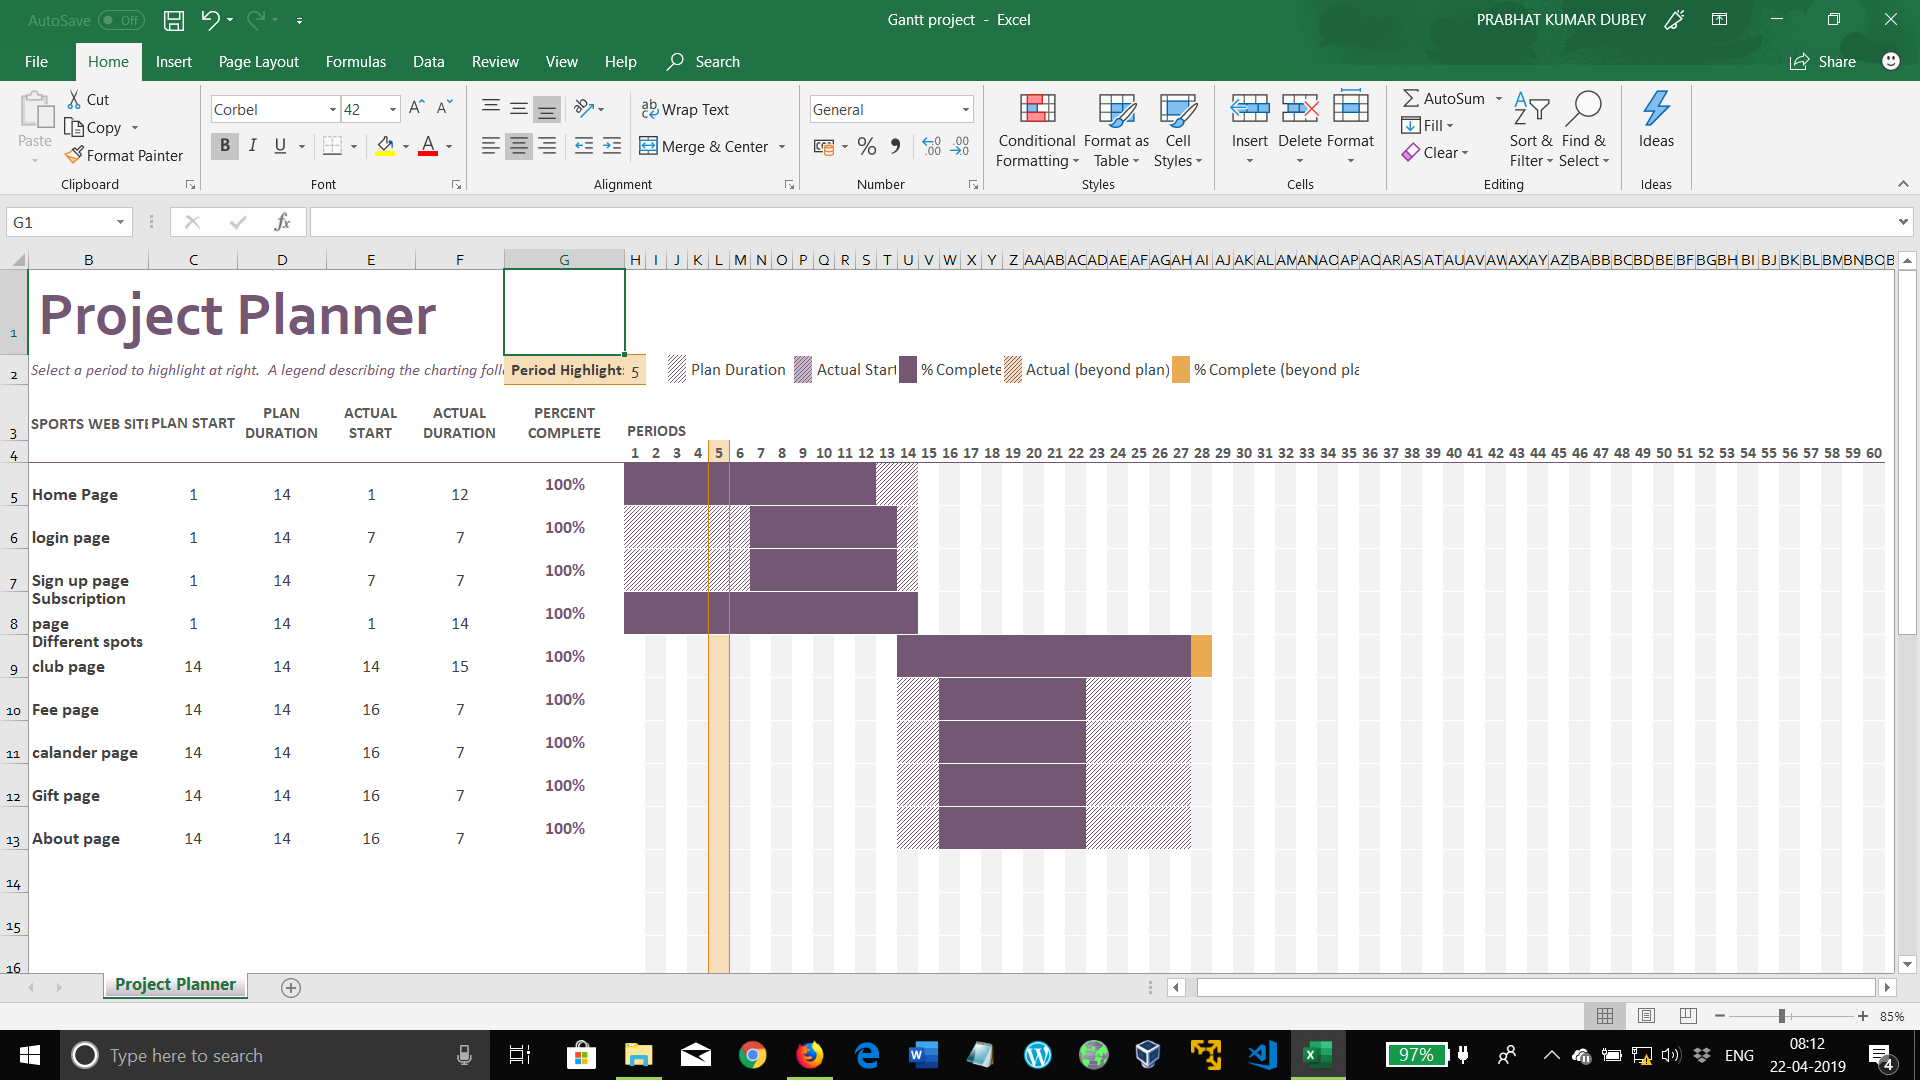 AutoSave Off
Gantt project - Excel
PRABHAT KUMAR DUBEY
File Home Insert Page Layout Formulas Data Review View Help Search
Share
Paste
Cut
Copy
Format Painter
Clipboard
Corbel 42
B I U A
Font
Wrap Text
Merge & Center
Alignment
General
Number
Conditional Formatting
Format as Table
Cell Styles
Styles
Insert Delete Format
Cells
AutoSum
Fill
Clear
Sort & Filter
Find & Select
Editing
Ideas
Ideas
G1
fx
B C D E F G H I J K L M N O P Q R S T U V W X Y Z AA AB AC AD AE AF AG AH AI AJ AK AL AM AN AO AP AQ AR AS AT AU AV AW AX AY AZ BA BB BC BD BE BF BG BH BI BJ BK BL BM BN BO B
1 Project Planner
2 Select a period to highlight at right. A legend describing the charting foll Period Highlight: 5 Plan Duration Actual Start % Complete Actual (beyond plan) % Complete (beyond pla
3 SPORTS WEB SITE PLAN START PLAN DURATION ACTUAL START ACTUAL DURATION PERCENT COMPLETE PERIODS
4 1 2 3 4 5 6 7 8 9 10 11 12 13 14 15 16 17 18 19 20 21 22 23 24 25 26 27 28 29 30 31 32 33 34 35 36 37 38 39 40 41 42 43 44 45 46 47 48 49 50 51 52 53 54 55 56 57 58 59 60
5 Home Page 1 14 1 12 100%
6 login page 1 14 7 7 100%
7 Sign up page 1 14 7 7 100%
8 Subscription page 1 14 1 14 100%
9 Different spots club page 14 14 14 15 100%
10 Fee page 14 14 16 7 100%
11 calander page 14 14 16 7 100%
12 Gift page 14 14 16 7 100%
13 About page 14 14 16 7 100%
14
15
16
Project Planner
85%
Type here to search
97%
ENG
08:12
22-04-2019
4